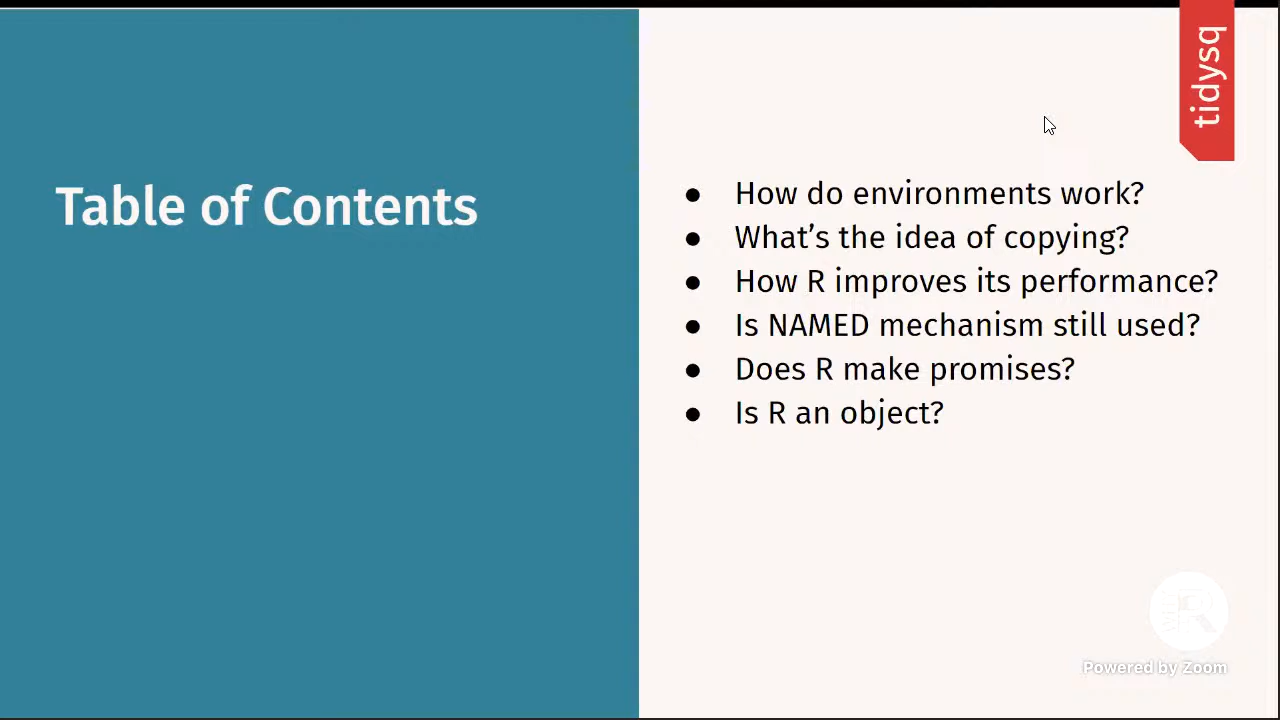 Table of Contents
● How do environments work?
● What's the idea of copying?
● How R improves its performance?
● Is NAMED mechanism still used?
● Does R make promises?
● Is R an object?
tidysq
Powered by Zoom